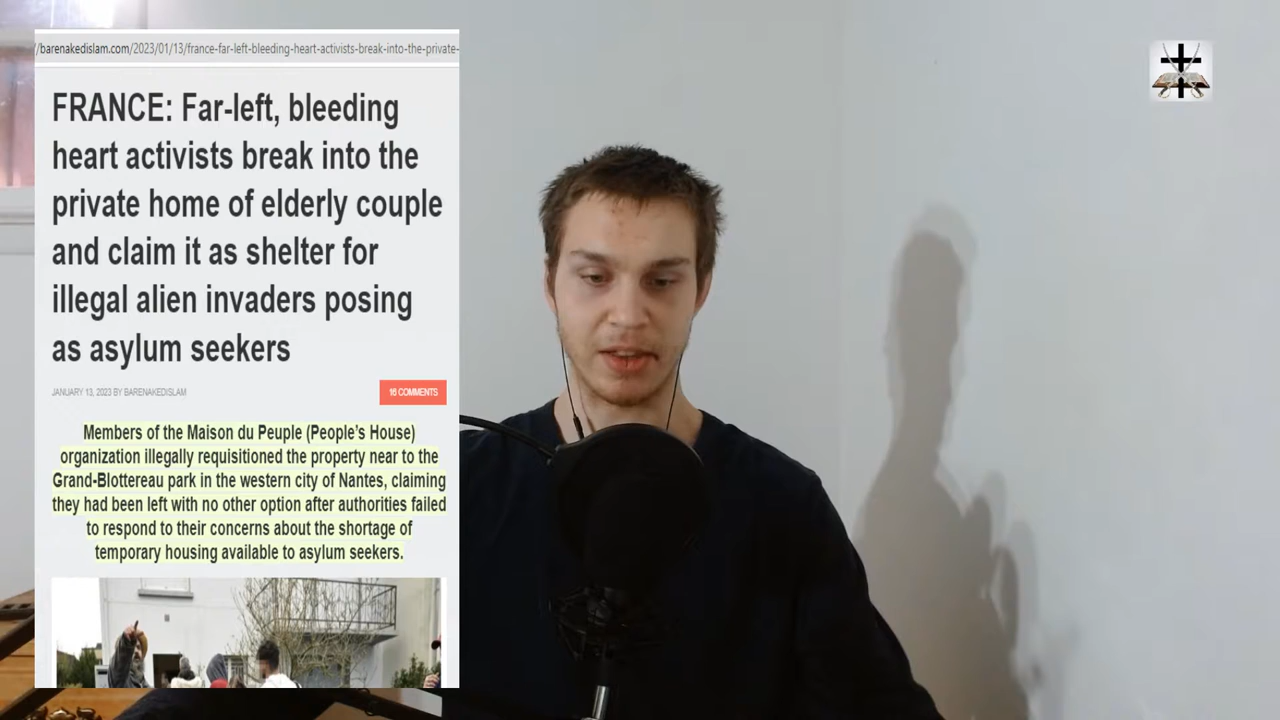 /barenakedislam.com/2023/01/13/france-far-left-bleeding-heart-activists-break-into-the-private-
FRANCE: Far-left, bleeding
heart activists break into the
private home of elderly couple
and claim it as shelter for
illegal alien invaders posing
as asylum seekers
JANUARY 13, 2023 BY BARENAKEDISLAM
16 COMMENTS
Members of the Maison du Peuple (People's House)
organization illegally requisitioned the property near to the
Grand-Blottereau park in the western city of Nantes, claiming
they had been left with no other option after authorities failed
to respond to their concerns about the shortage of
temporary housing available to asylum seekers.